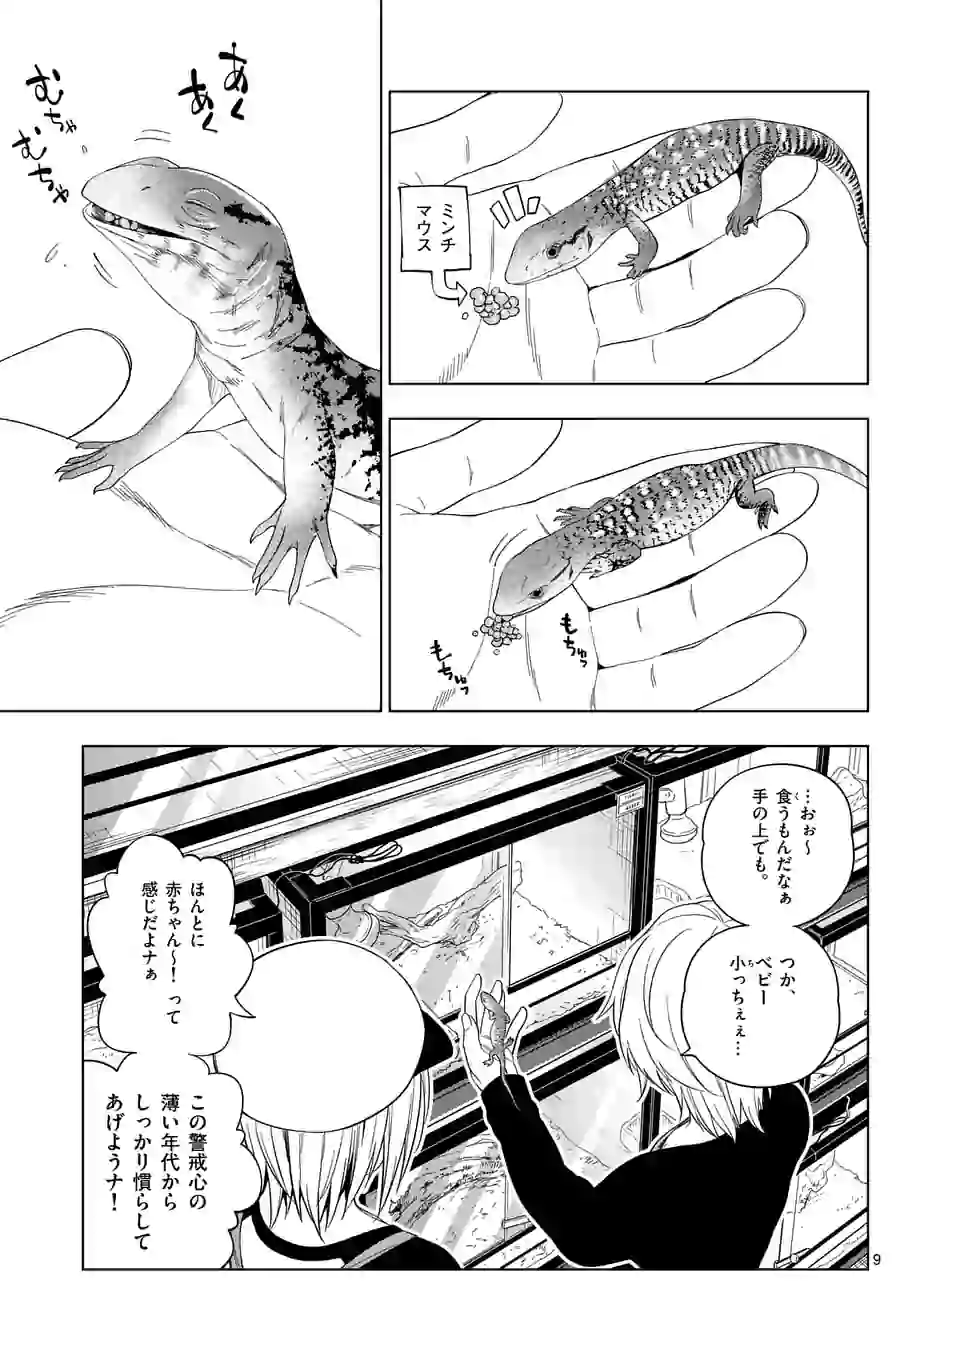 ミンチ
マウス
もちゅっ
もちゅっ
あく
あく
むちゃ
むちゃ
…おぉ～
食うもんだなぁ
手の上でも。
つか、
ベビー
小っちぇぇ…
ほんとに
赤ちゃん～！って
感じだよナぁ
この警戒心の
薄い年代から
しっかり慣らして
あげようナ！
9